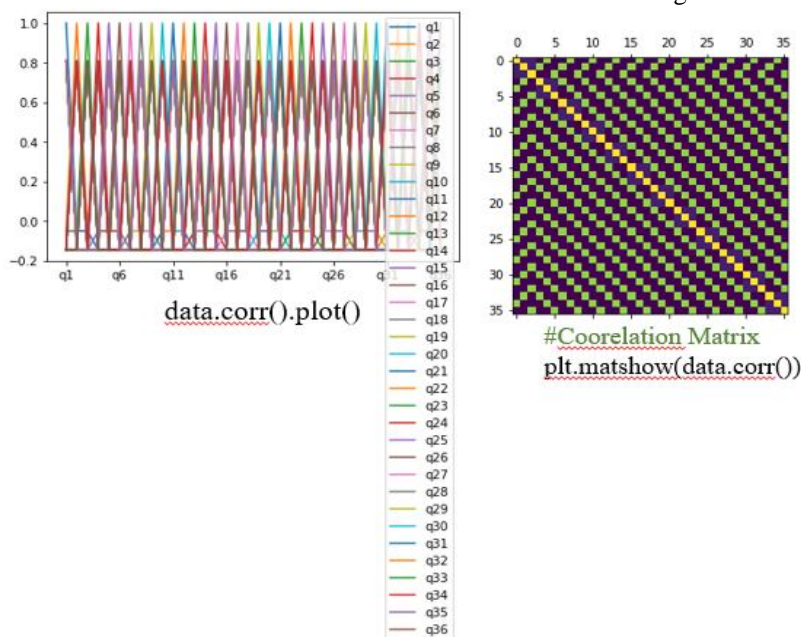 1.0
0.8
0.6
0.4
0.2
0.0
−0.2
q1 q6 q11 q16 q21 q26
q1
q2
q3
q4
q5
q6
q7
q8
q9
q10
q11
q12
q13
q14
q15
q16
q17
q18
q19
q20
q21
q22
q23
q24
q25
q26
q27
q28
q29
q30
q31
q32
q33
q34
q35
q36
data.corr().plot()
0 5 10 15 20 25 30 35
0
5
10
15
20
25
30
35
#Coorelation Matrix
plt.matshow(data.corr())